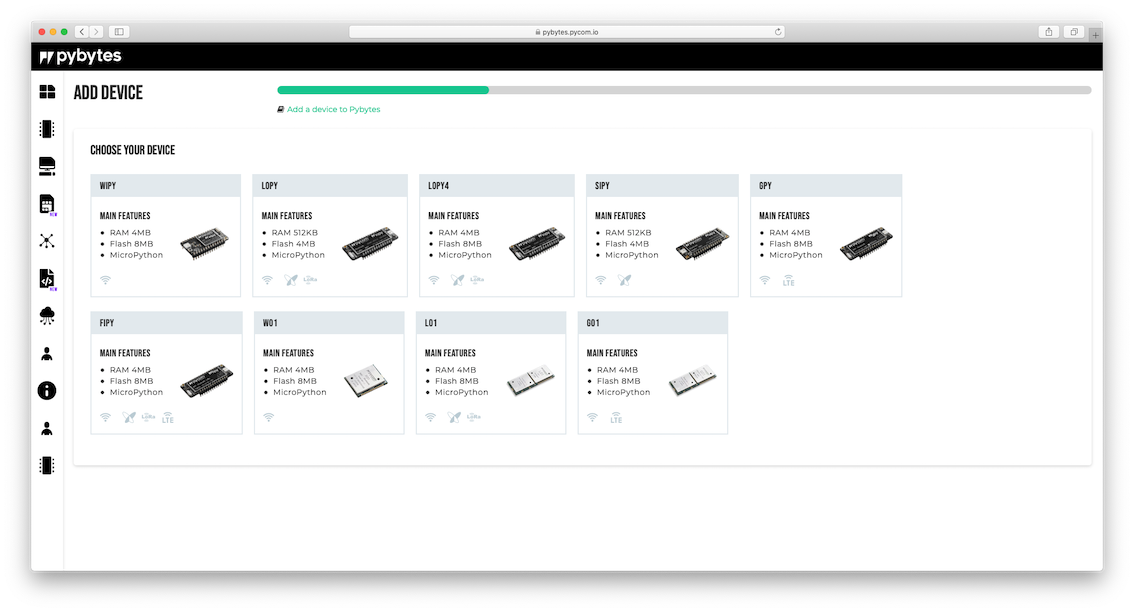 pybytes.pycom.io
pybytes
ADD DEVICE
Add a device to Pybytes
CHOOSE YOUR DEVICE
WIPY
MAIN FEATURES
RAM 4MB
Flash 8MB
MicroPython
LOPY
MAIN FEATURES
RAM 512KB
Flash 4MB
MicroPython
LoRa
LOPY4
MAIN FEATURES
RAM 4MB
Flash 8MB
MicroPython
LoRa
SIPY
MAIN FEATURES
RAM 512KB
Flash 4MB
MicroPython
GPY
MAIN FEATURES
RAM 4MB
Flash 8MB
MicroPython
LTE
FIPY
MAIN FEATURES
RAM 4MB
Flash 8MB
MicroPython
LoRa
LTE
W01
MAIN FEATURES
RAM 4MB
Flash 8MB
MicroPython
L01
MAIN FEATURES
RAM 4MB
Flash 8MB
MicroPython
LoRa
G01
MAIN FEATURES
RAM 4MB
Flash 8MB
MicroPython
LTE